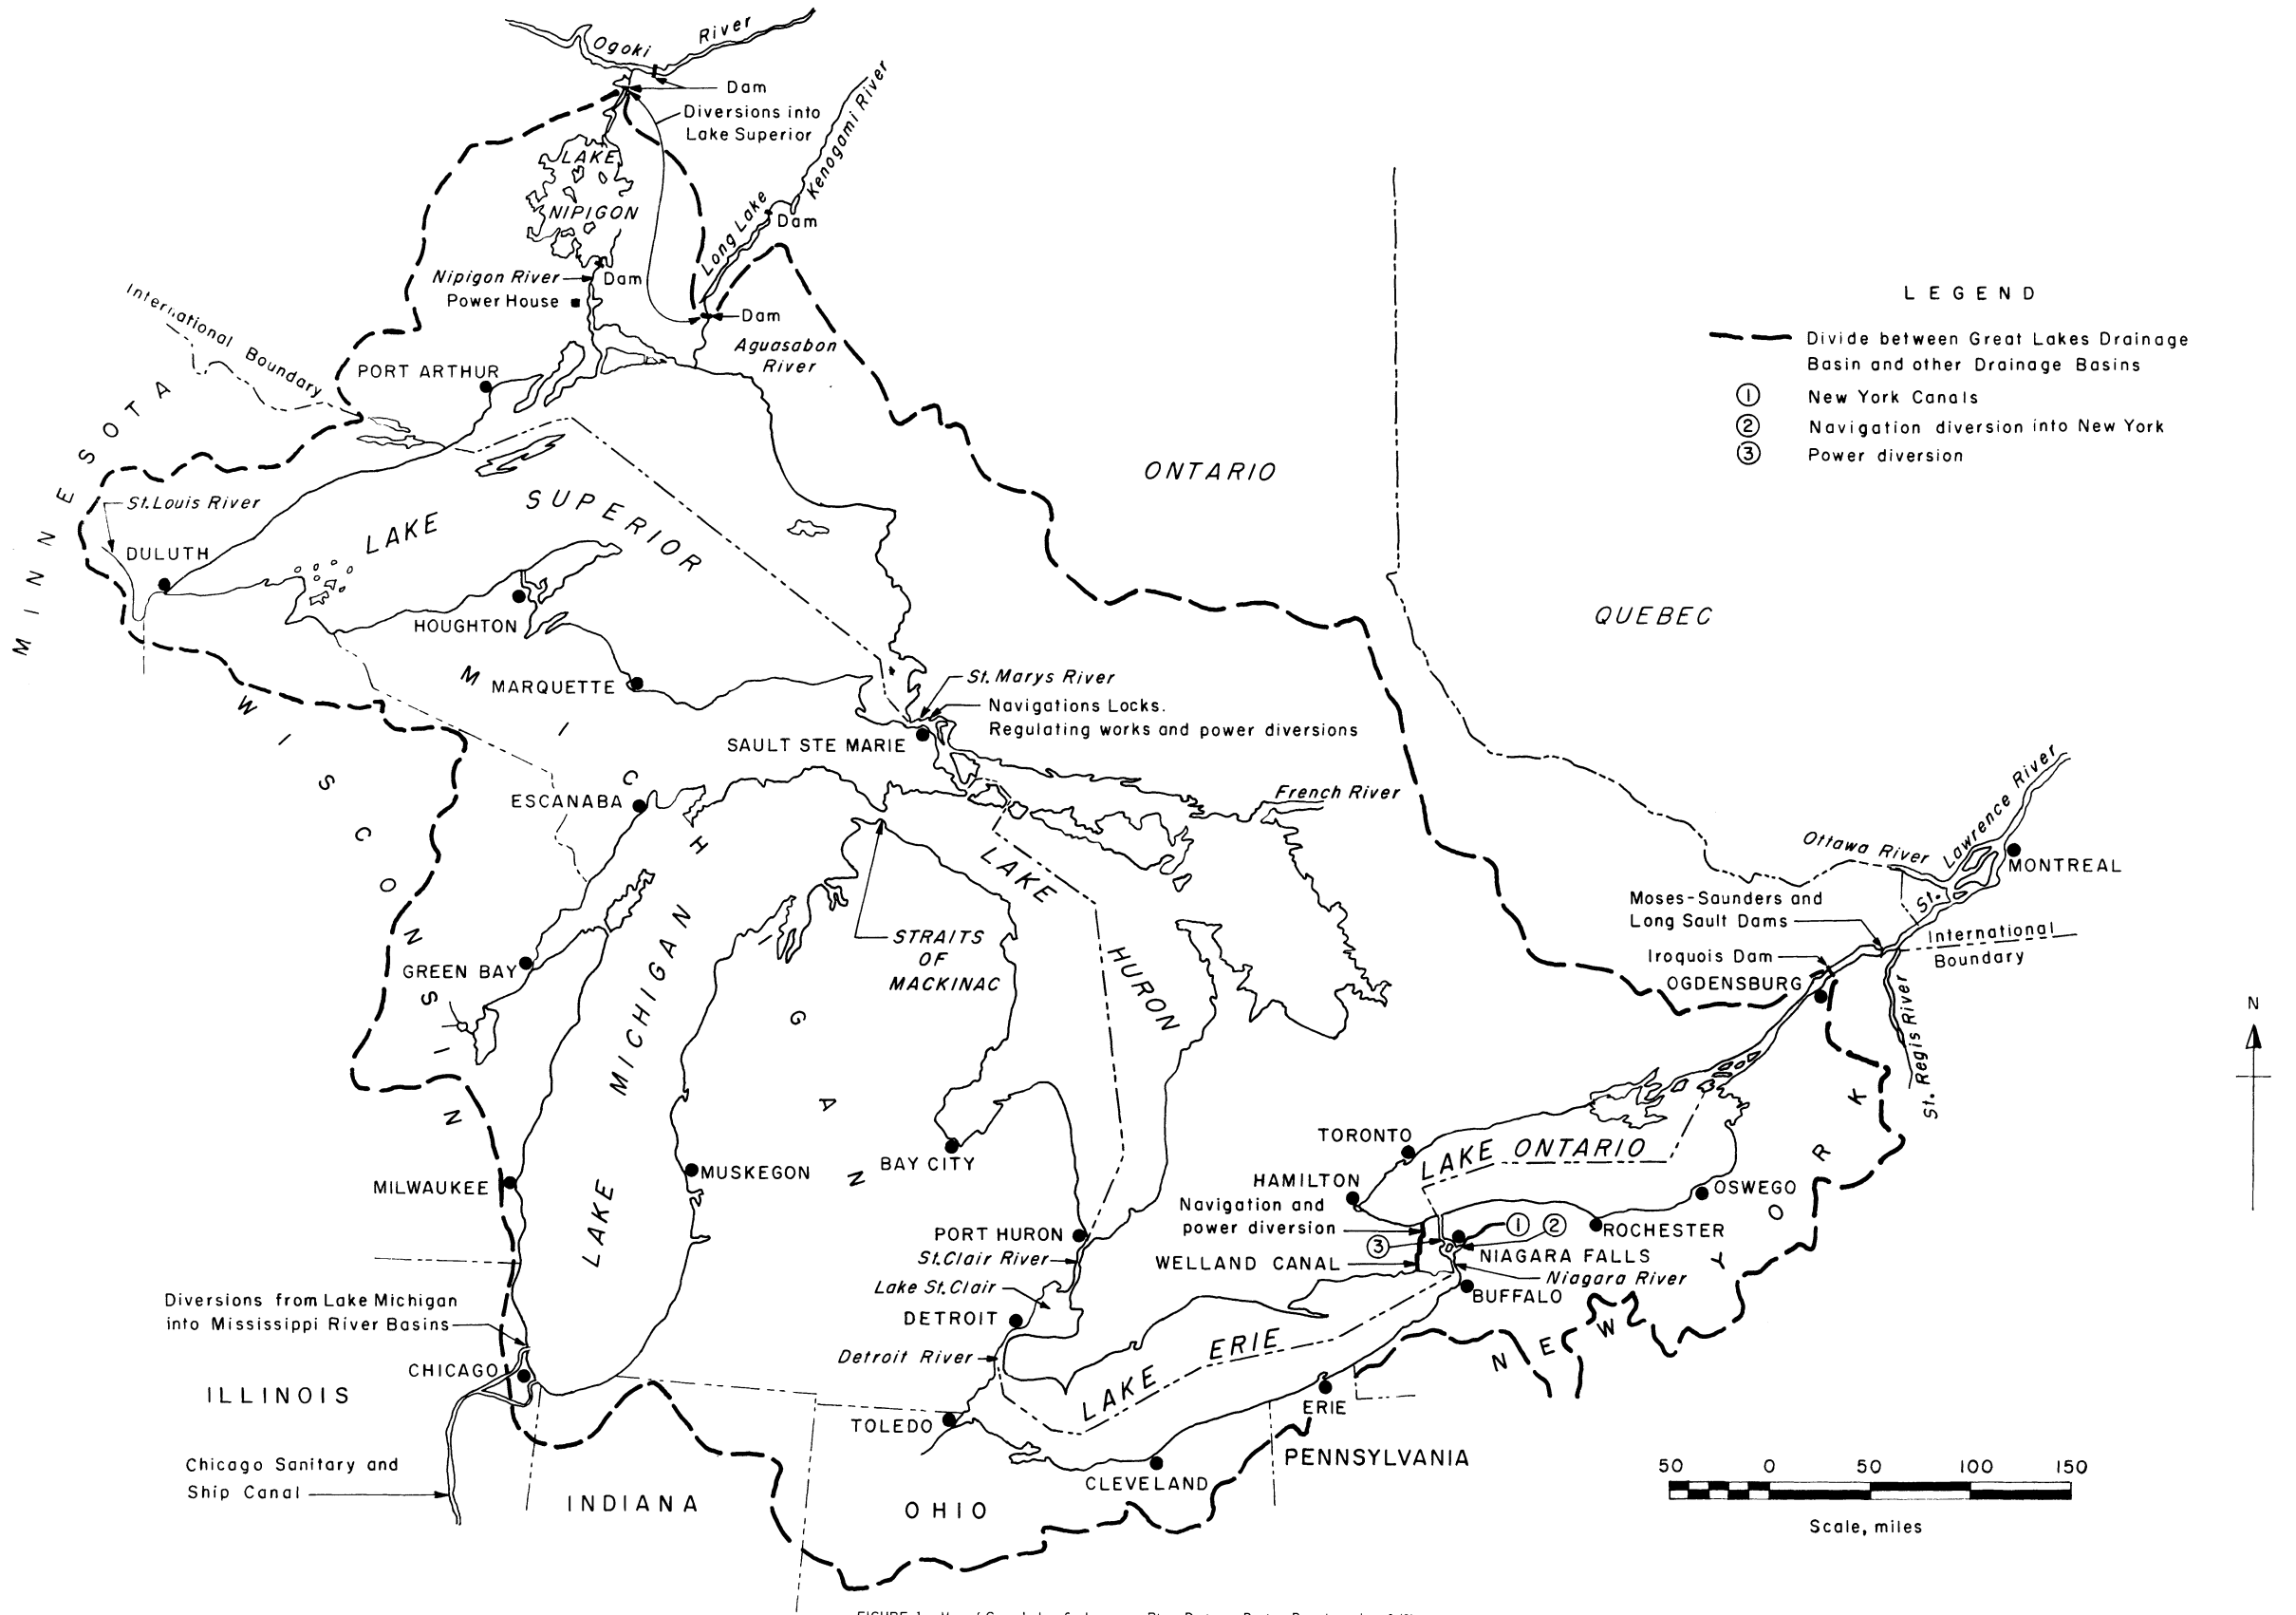 Ogoki River
Dam
Diversions into
Lake Superior
Kenogami River
LAKE
NIPIGON
Long Lake
Dam
Nipigon River
Dam
Power House
Dam
Aguasabon
River
International Boundary
PORT ARTHUR
MINNESOTA
St. Louis River
DULUTH
LAKE SUPERIOR
HOUGHTON
MARQUETTE
St. Marys River
Navigations Locks.
Regulating works and power diversions
SAULT STE MARIE
ESCANABA
French River
WISCONSIN
MICHIGAN
GREEN BAY
LAKE MICHIGAN
STRAITS
OF
MACKINAC
LAKE HURON
MILWAUKEE
MUSKEGON
BAY CITY
PORT HURON
St. Clair River
Lake St. Clair
DETROIT
Detroit River
Diversions from Lake Michigan
into Mississippi River Basins
CHICAGO
ILLINOIS
Chicago Sanitary and
Ship Canal
INDIANA
TOLEDO
OHIO
CLEVELAND
LAKE ERIE
ERIE
PENNSYLVANIA
ONTARIO
QUEBEC
LEGEND
Divide between Great Lakes Drainage
Basin and other Drainage Basins
1 New York Canals
2 Navigation diversion into New York
3 Power diversion
Ottawa River
St. Lawrence River
MONTREAL
Moses-Saunders and
Long Sault Dams
International
Boundary
Iroquois Dam
OGDENSBURG
St. Regis River
N
TORONTO
LAKE ONTARIO
HAMILTON
Navigation and
power diversion
OSWEGO
ROCHESTER
1
2
3
WELLAND CANAL
NIAGARA FALLS
Niagara River
BUFFALO
NEW YORK
50 0 50 100 150
Scale, miles